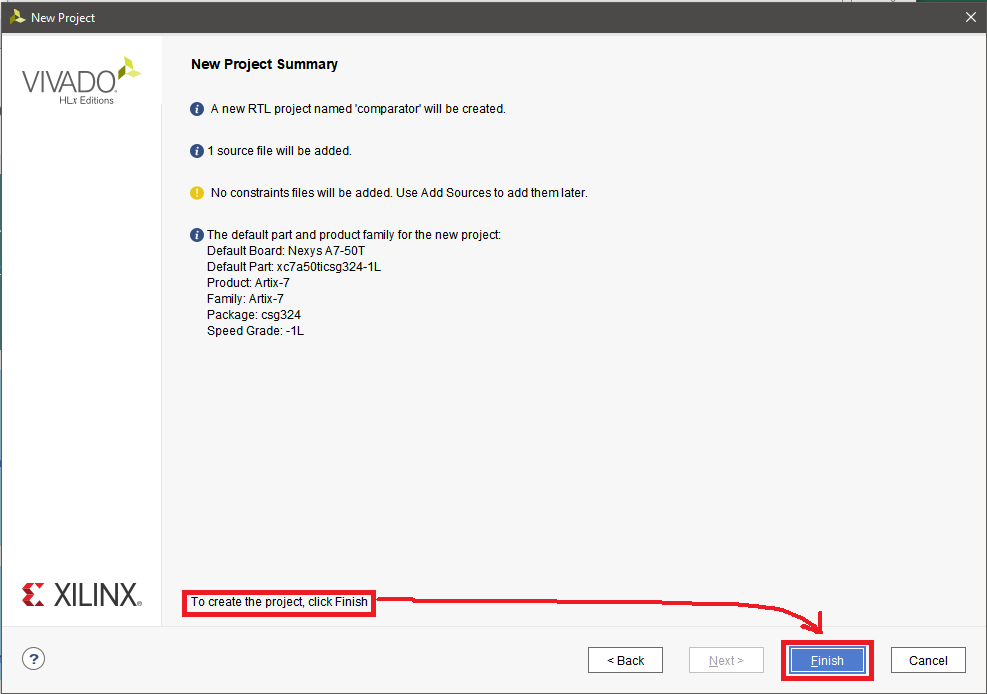 New Project
VIVADO.
HLx Editions
New Project Summary
A new RTL project named 'comparator' will be created.
1 source file will be added.
No constraints files will be added. Use Add Sources to add them later.
The default part and product family for the new project:
Default Board: Nexys A7-50T
Default Part: xc7a50ticsg324-1L
Product: Artix-7
Family: Artix-7
Package: csg324
Speed Grade: -1L
XILINX®
To create the project, click Finish
?
< Back
Next >
Finish
Cancel